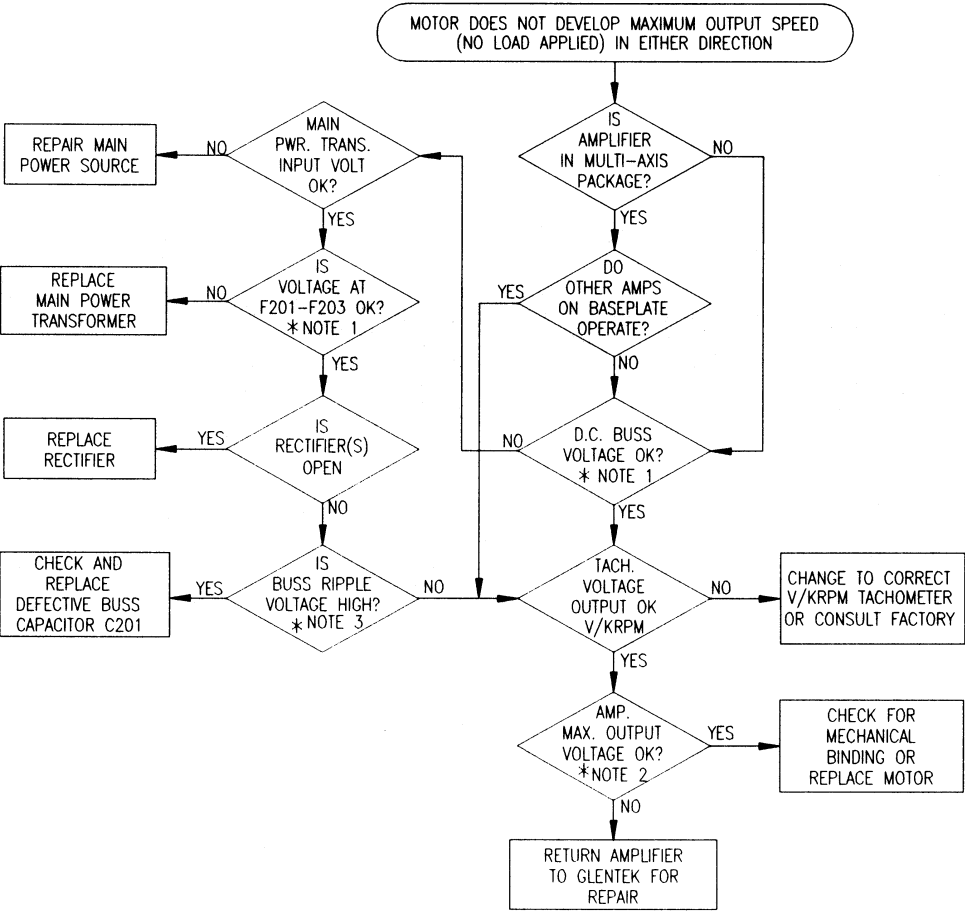 MOTOR DOES NOT DEVELOP MAXIMUM OUTPUT SPEED
(NO LOAD APPLIED) IN EITHER DIRECTION
IS
AMPLIFIER
IN MULTI-AXIS
PACKAGE?
NO
YES
MAIN
PWR. TRANS.
INPUT VOLT
OK?
NO
YES
REPAIR MAIN
POWER SOURCE
DO
OTHER AMPS
ON BASEPLATE
OPERATE?
YES
NO
IS
VOLTAGE AT
F201-F203 OK?
* NOTE 1
NO
YES
REPLACE
MAIN POWER
TRANSFORMER
D.C. BUSS
VOLTAGE OK?
* NOTE 1
NO
YES
IS
RECTIFIER(S)
OPEN
YES
NO
REPLACE
RECTIFIER
IS
BUSS RIPPLE
VOLTAGE HIGH?
* NOTE 3
YES
NO
CHECK AND
REPLACE
DEFECTIVE BUSS
CAPACITOR C201
TACH.
VOLTAGE
OUTPUT OK
V/KRPM
NO
YES
CHANGE TO CORRECT
V/KRPM TACHOMETER
OR CONSULT FACTORY
AMP.
MAX. OUTPUT
VOLTAGE OK?
* NOTE 2
YES
NO
CHECK FOR
MECHANICAL
BINDING OR
REPLACE MOTOR
RETURN AMPLIFIER
TO GLENTEK FOR
REPAIR